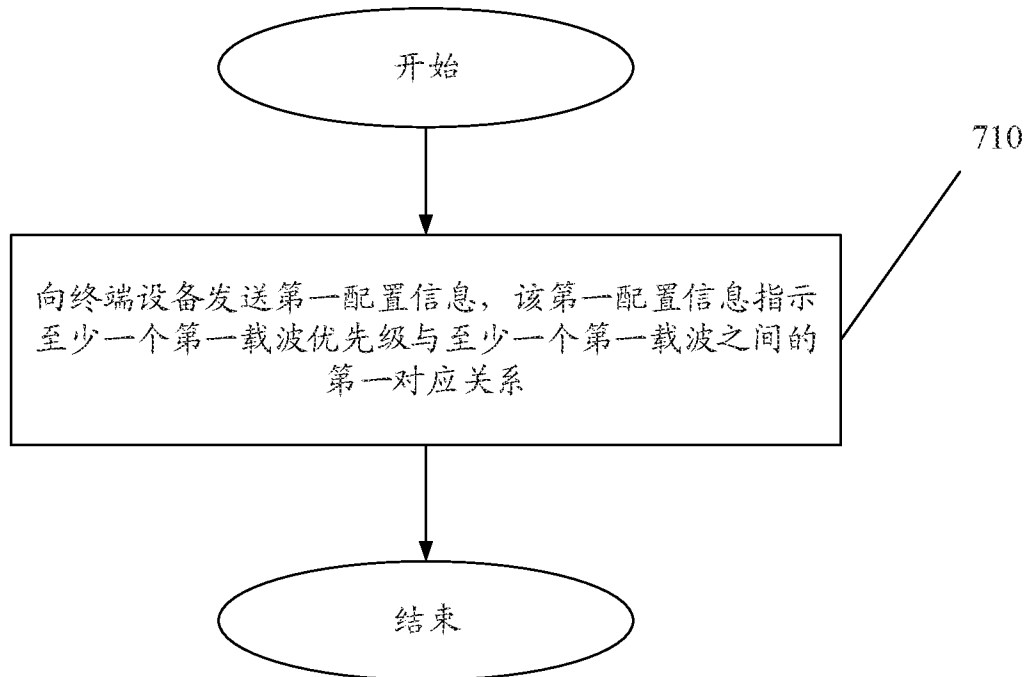 开始
710
向终端设备发送第一配置信息，该第一配置信息指示
至少一个第一载波优先级与至少一个第一载波之间的
第一对应关系
结束